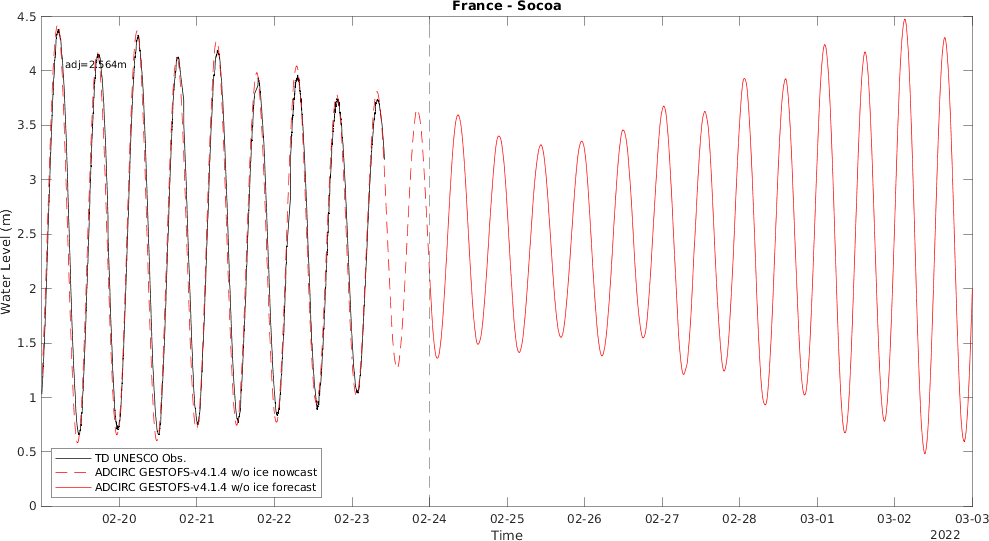 France - Socoa
Water Level (m)
4.5
4
3.5
3
2.5
2
1.5
1
0.5
0
adj=2.564m
TD UNESCO Obs.
ADCIRC GESTOFS-v4.1.4 w/o ice nowcast
ADCIRC GESTOFS-v4.1.4 w/o ice forecast
02-20 02-21 02-22 02-23 02-24 02-25 02-26 02-27 02-28 03-01 03-02 03-03
Time
2022